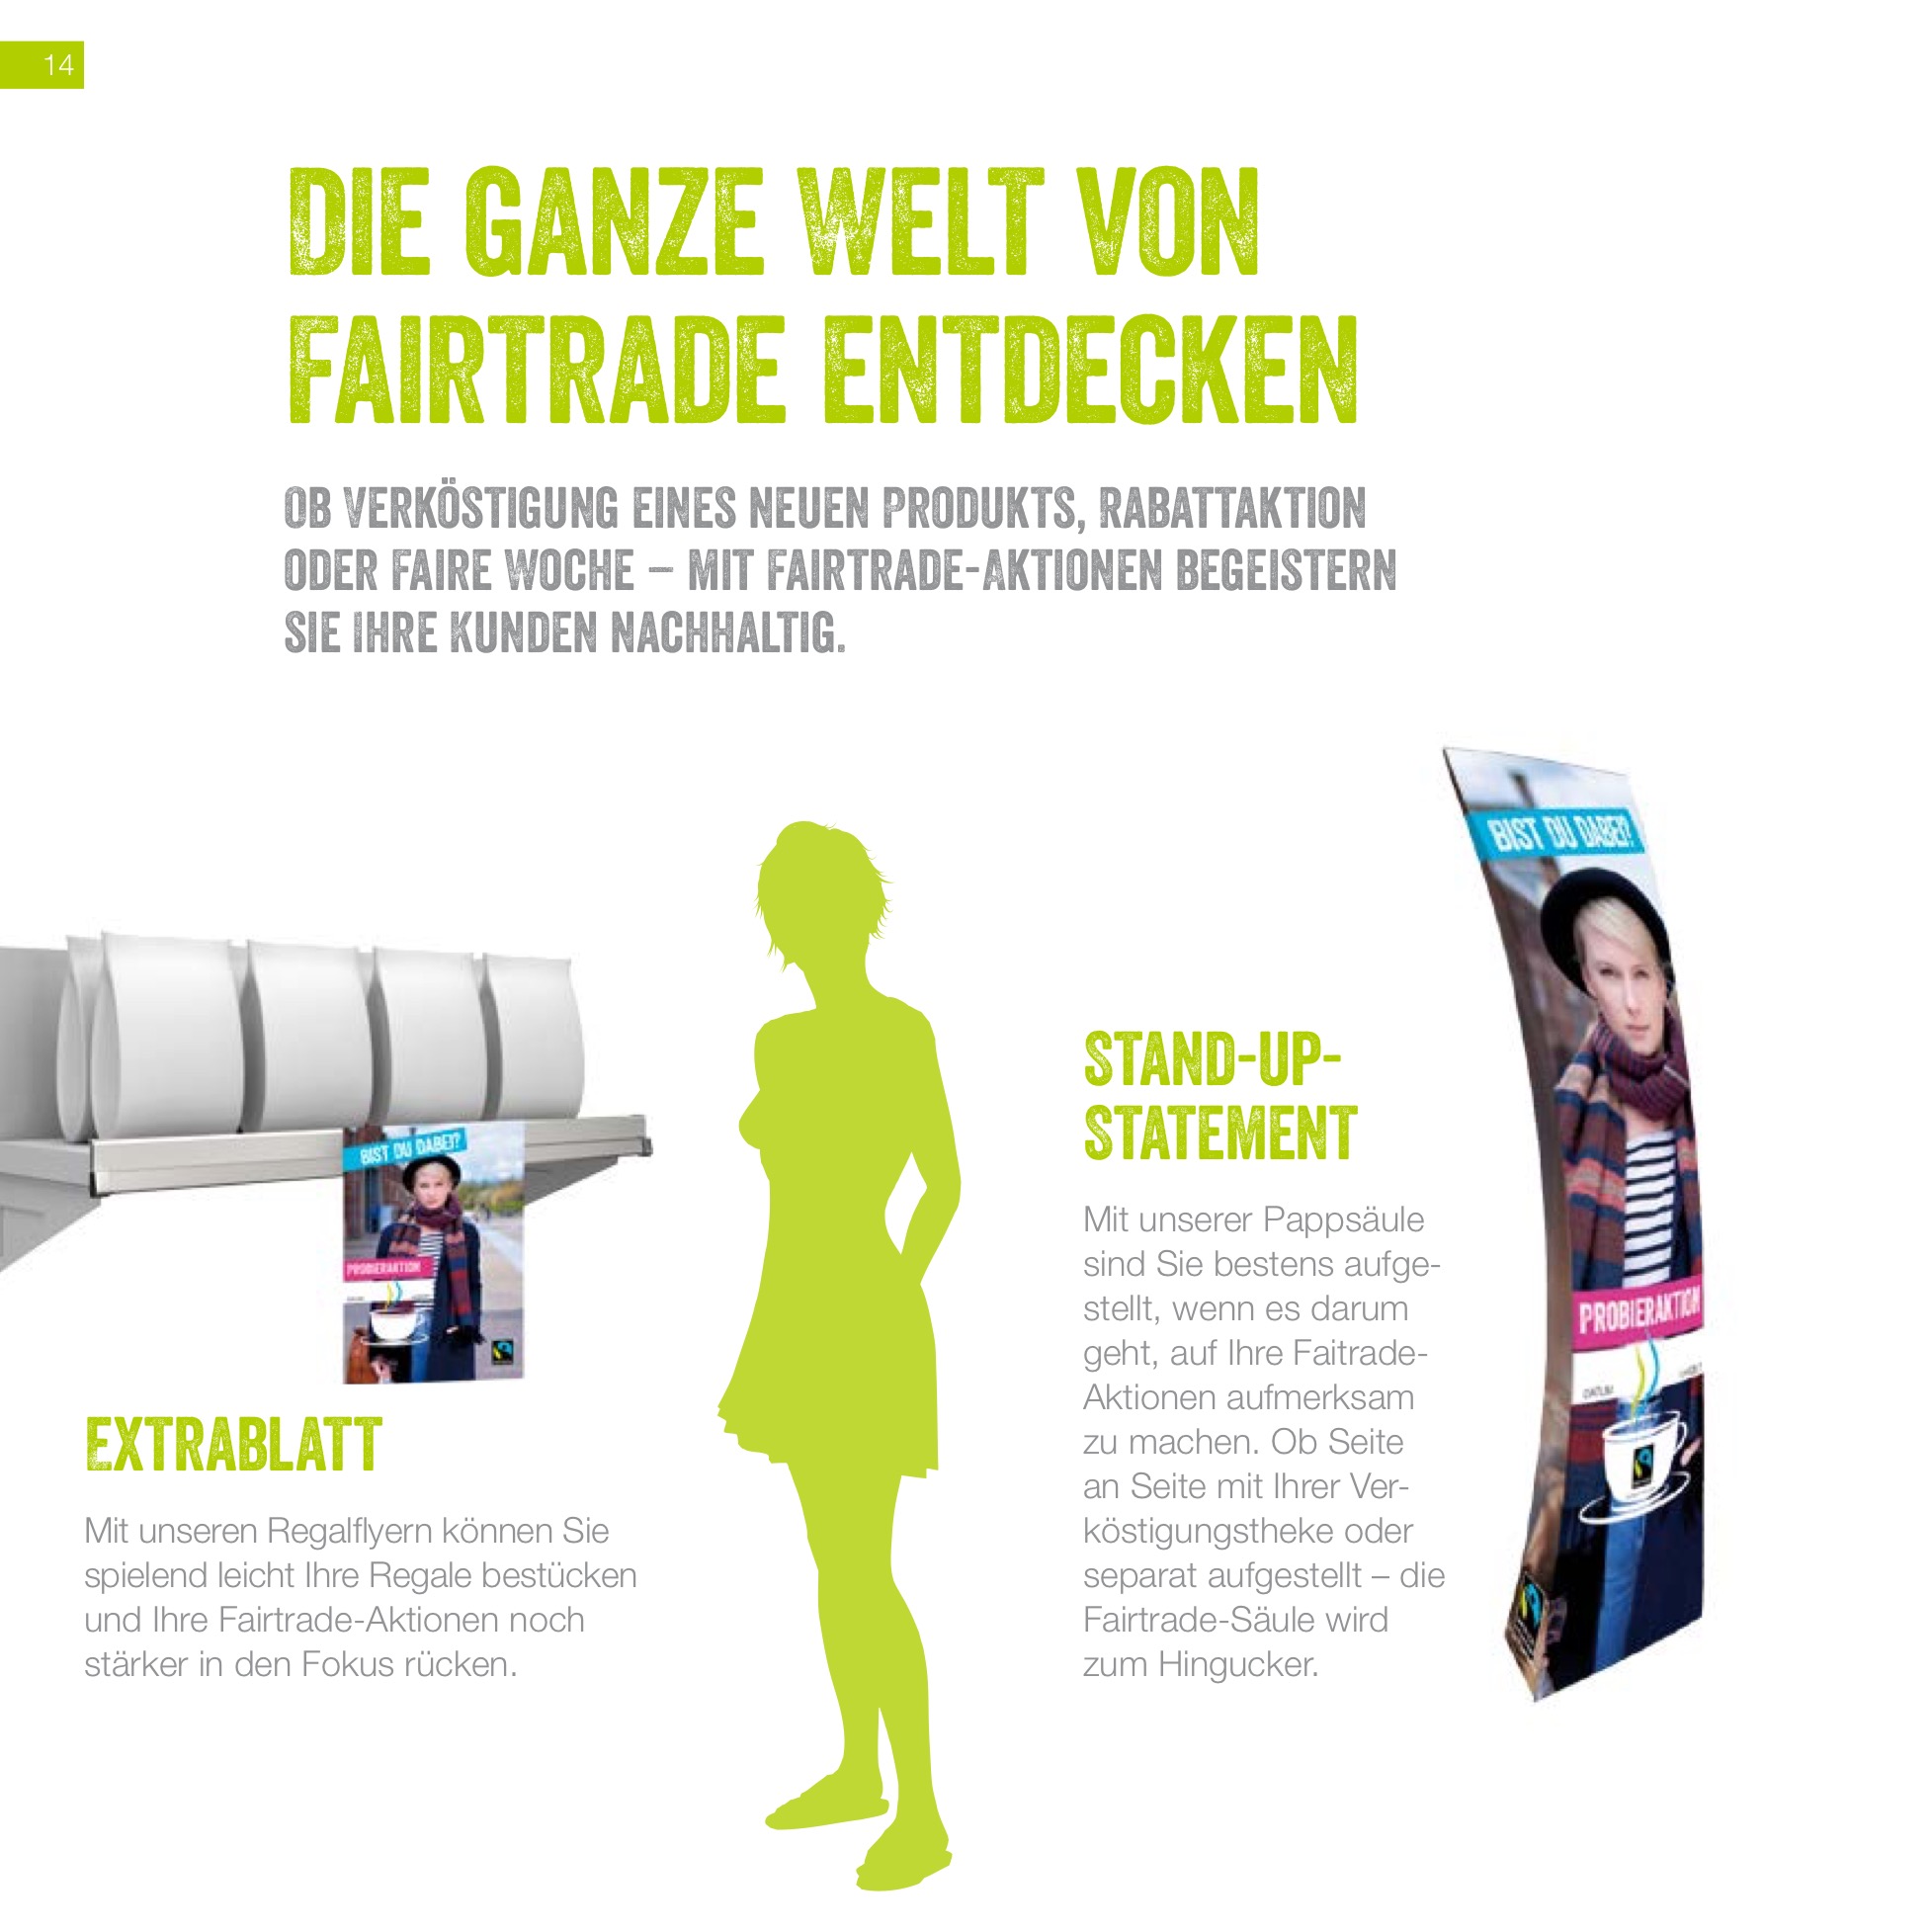 14
DIE GANZE WELT VON
FAIRTRADE ENTDECKEN
OB VERKÖSTIGUNG EINES NEUEN PRODUKTS, RABATTAKTION
ODER FAIRE WOCHE – MIT FAIRTRADE-AKTIONEN BEGEISTERN
SIE IHRE KUNDEN NACHHALTIG.
BIST DU DABEI?
PROBIERAKTION
EXTRABLATT
Mit unseren Regalflyern können Sie
spielend leicht Ihre Regale bestücken
und Ihre Fairtrade-Aktionen noch
stärker in den Fokus rücken.
STAND-UP-
STATEMENT
Mit unserer Pappsäule
sind Sie bestens aufge-
stellt, wenn es darum
geht, auf Ihre Faitrade-
Aktionen aufmerksam
zu machen. Ob Seite
an Seite mit Ihrer Ver-
köstigungstheke oder
separat aufgestellt – die
Fairtrade-Säule wird
zum Hingucker.
BIST DU DABEI?
PROBIERAKTION
DATUM